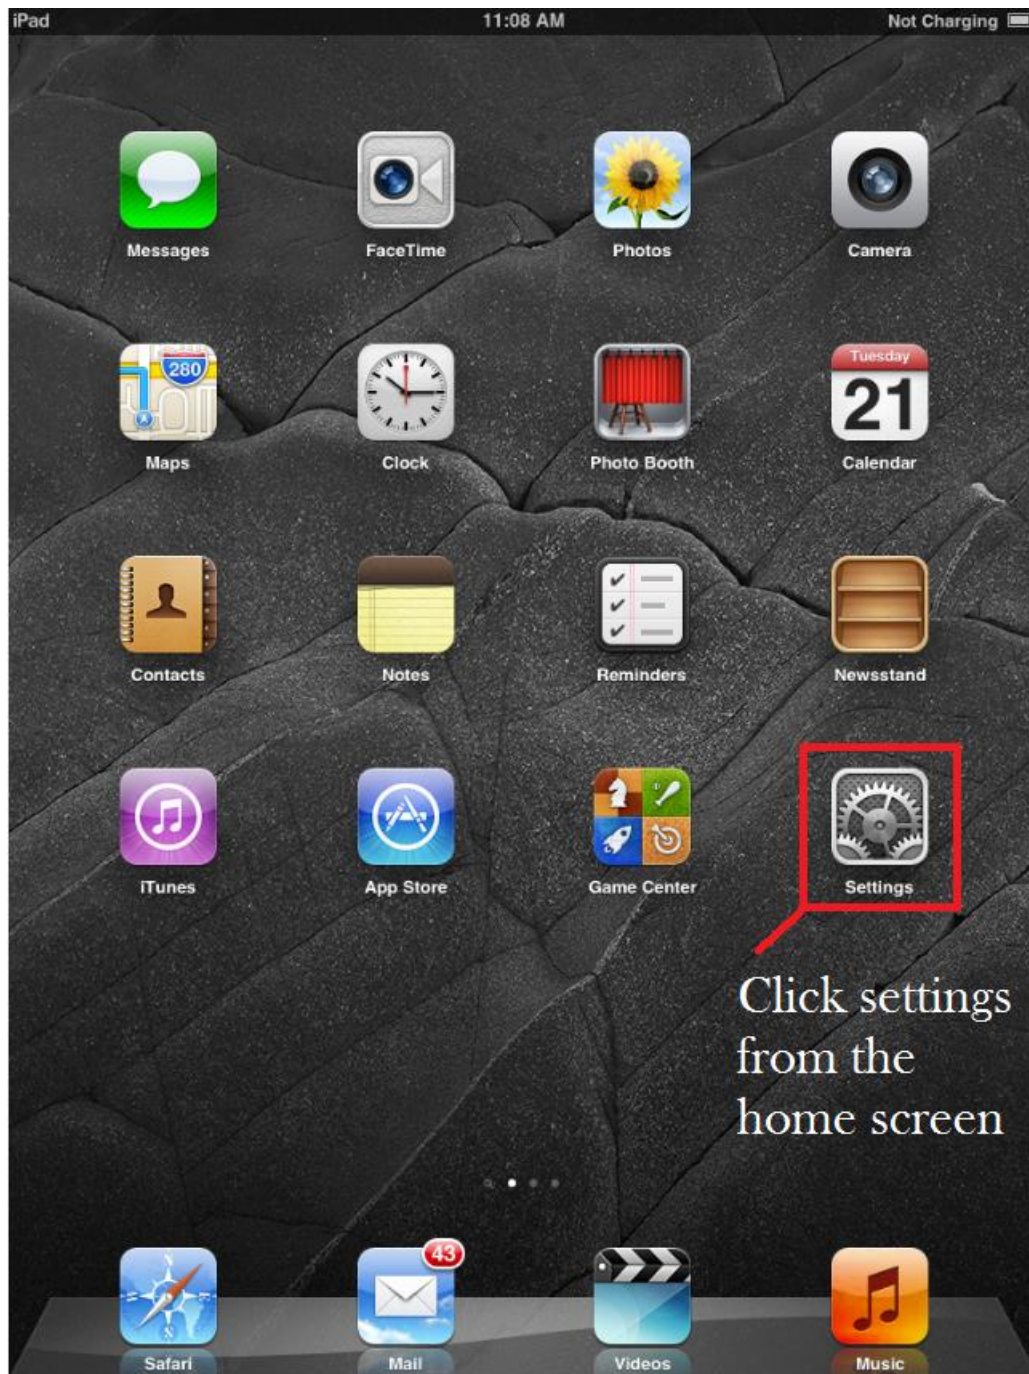 iPad 11:08 AM Not Charging
Messages FaceTime Photos Camera
280
Tuesday
21
Maps Clock Photo Booth Calendar
Contacts Notes Reminders Newsstand
iTunes App Store Game Center Settings
Click settings
from the
home screen
43
Safari Mail Videos Music